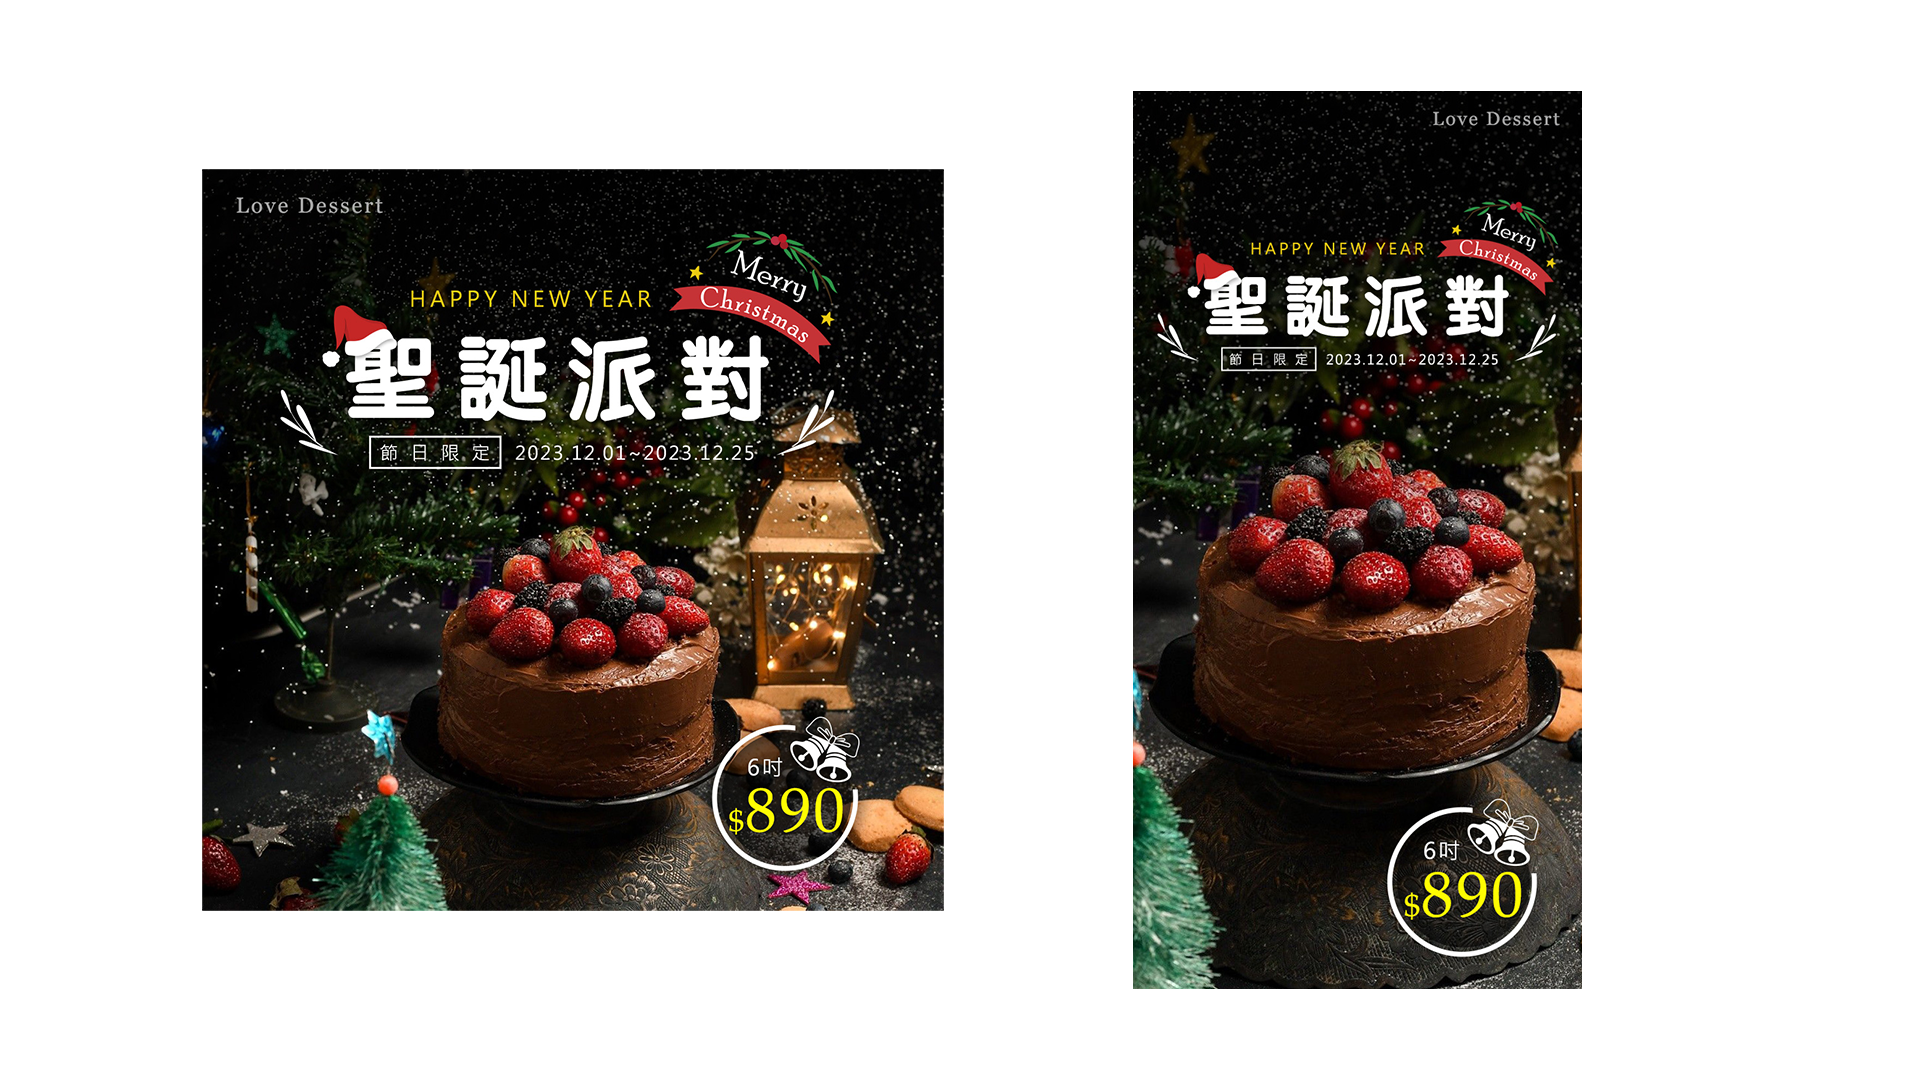 Love Dessert
Merry
Christmas
HAPPY NEW YEAR
聖誕派對
節日限定 2023.12.01~2023.12.25
6吋
$890
Love Dessert
Merry
Christmas
HAPPY NEW YEAR
聖誕派對
節日限定 2023.12.01~2023.12.25
6吋
$890